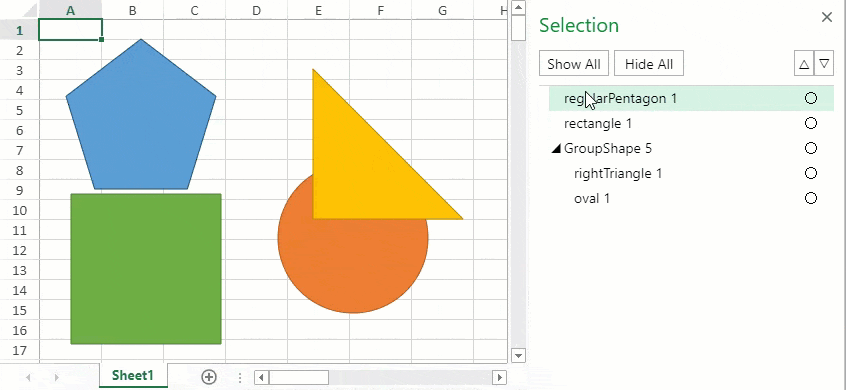 A B C D E F G H
Selection
1
2
3
4
5
6
7
8
9
10
11
12
13
14
15
16
17
Show All Hide All
regularPentagon 1
rectangle 1
GroupShape 5
rightTriangle 1
oval 1
Sheet1